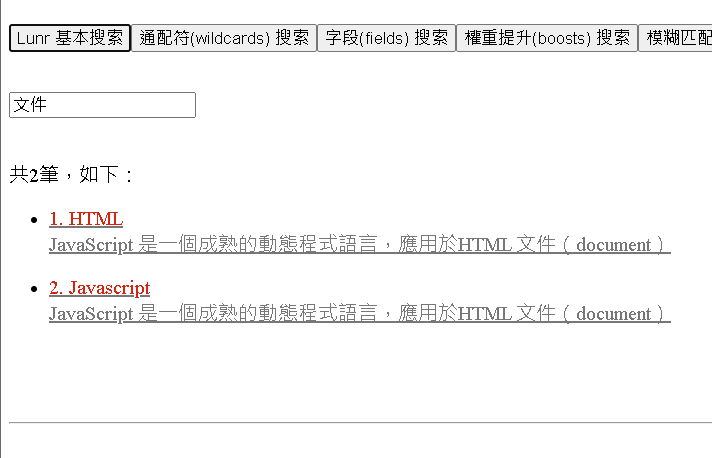 Lunr 基本搜索 通配符(wildcards) 搜索 字段(fields) 搜索 權重提升(boosts) 搜索 模糊匹配
文件
共2筆，如下：
1. HTML
JavaScript 是一個成熟的動態程式語言，應用於HTML 文件（document）
2. Javascript
JavaScript 是一個成熟的動態程式語言，應用於HTML 文件（document）